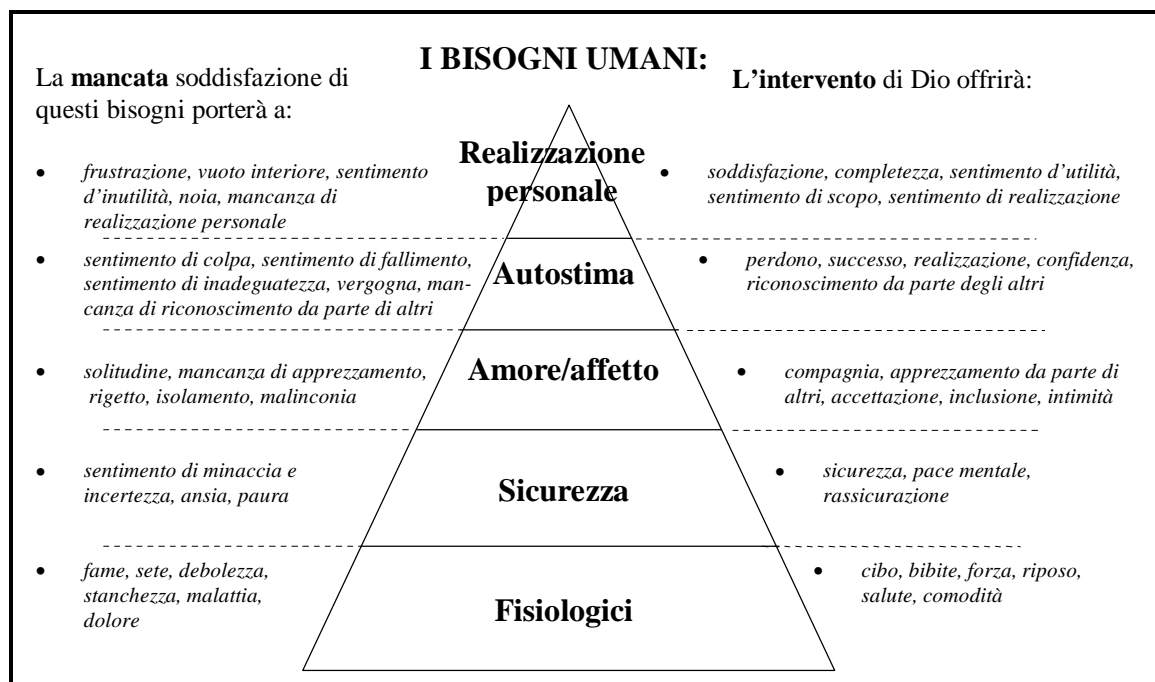 I BISOGNI UMANI:
La mancata soddisfazione di
questi bisogni porterà a:
L'intervento di Dio offrirà:
• frustrazione, vuoto interiore, sentimento
d'inutilità, noia, mancanza di
realizzazione personale
Realizzazione
personale
• soddisfazione, completezza, sentimento d'utilità,
sentimento di scopo, sentimento di realizzazione
• sentimento di colpa, sentimento di fallimento,
sentimento di inadeguatezza, vergogna, man-
canza di riconoscimento da parte di altri
Autostima
• perdono, successo, realizzazione, confidenza,
riconoscimento da parte degli altri
• solitudine, mancanza di apprezzamento,
rigetto, isolamento, malinconia
Amore/affetto
• compagnia, apprezzamento da parte di
altri, accettazione, inclusione, intimità
• sentimento di minaccia e
incertezza, ansia, paura
Sicurezza
• sicurezza, pace mentale,
rassicurazione
• fame, sete, debolezza,
stanchezza, malattia,
dolore
Fisiologici
• cibo, bibite, forza, riposo,
salute, comodità